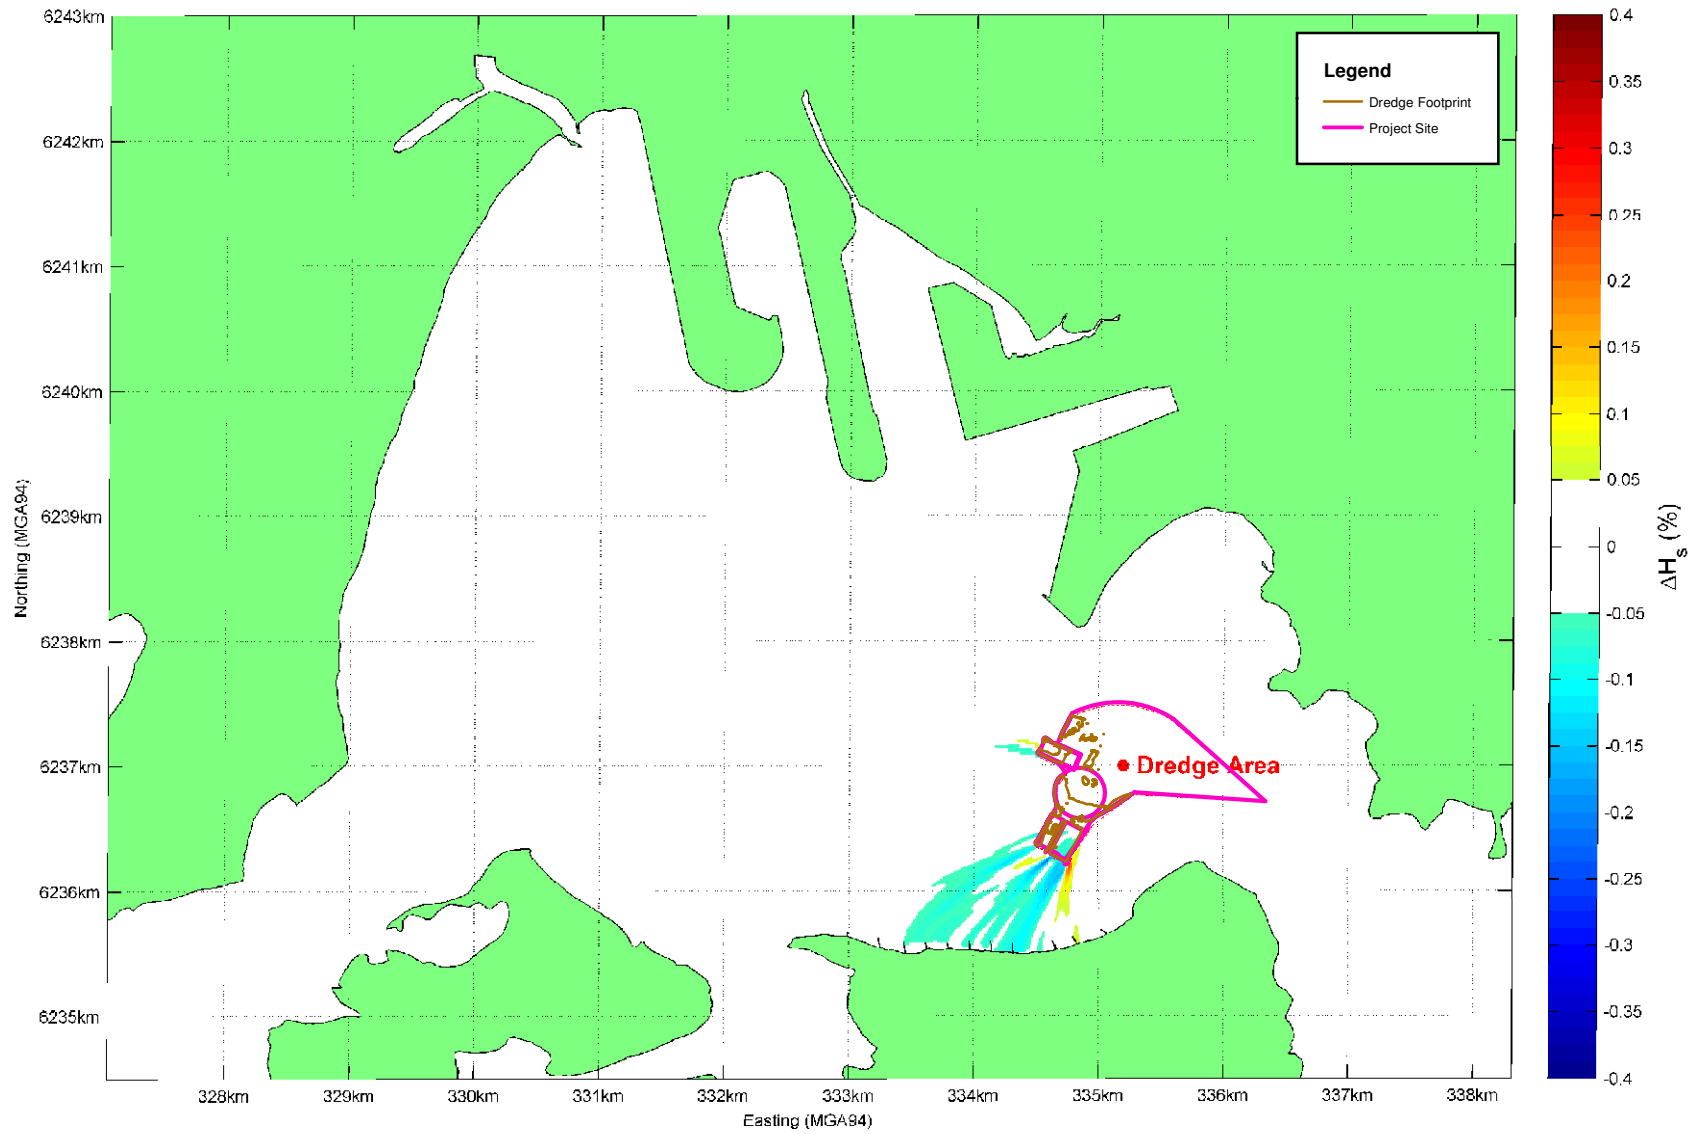 6243km
6242km
6241km
6240km
6239km
6238km
6237km
6236km
6235km
Northing (MGA94)
328km
329km
330km
331km
332km
333km
334km
335km
336km
337km
338km
Easting (MGA94)
Legend
Dredge Footprint
Project Site
Dredge Area
0.4
0.35
0.3
0.25
0.2
0.15
0.1
0.05
0
-0.05
-0.1
-0.15
-0.2
-0.25
-0.3
-0.35
-0.4
ΔHs (%)